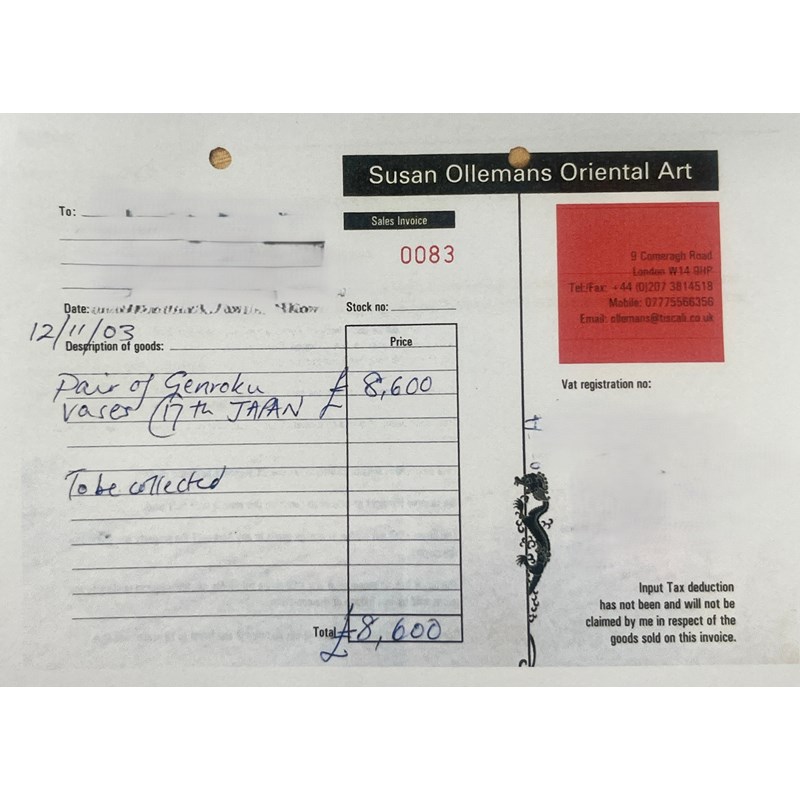 Susan Ollemans Oriental Art
To:
Sales Invoice
0083
9 Comeragh Road
London W14 9HP
Tel:/Fax: +44 (0)207 3814518
Mobile: 07775566356
Email: ollemans@tiscali.co.uk
Date:
Stock no:
12/11/03
Description of goods:
Price
Vat registration no:
Pair of Genroku £ 8,600
vases (17th JAPAN
To be collected
Input Tax deduction
has not been and will not be
claimed by me in respect of the
goods sold on this invoice.
Total £8,600